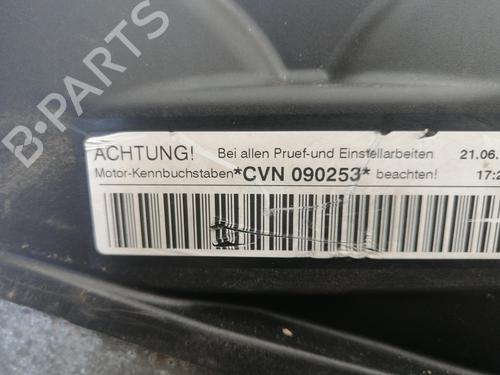 B-PARTS
ACHTUNG! Bei allen Pruef-und Einstellarbeiten 21.06.
Motor-Kennbuchstaben *CVN 090253* beachten! 17:2